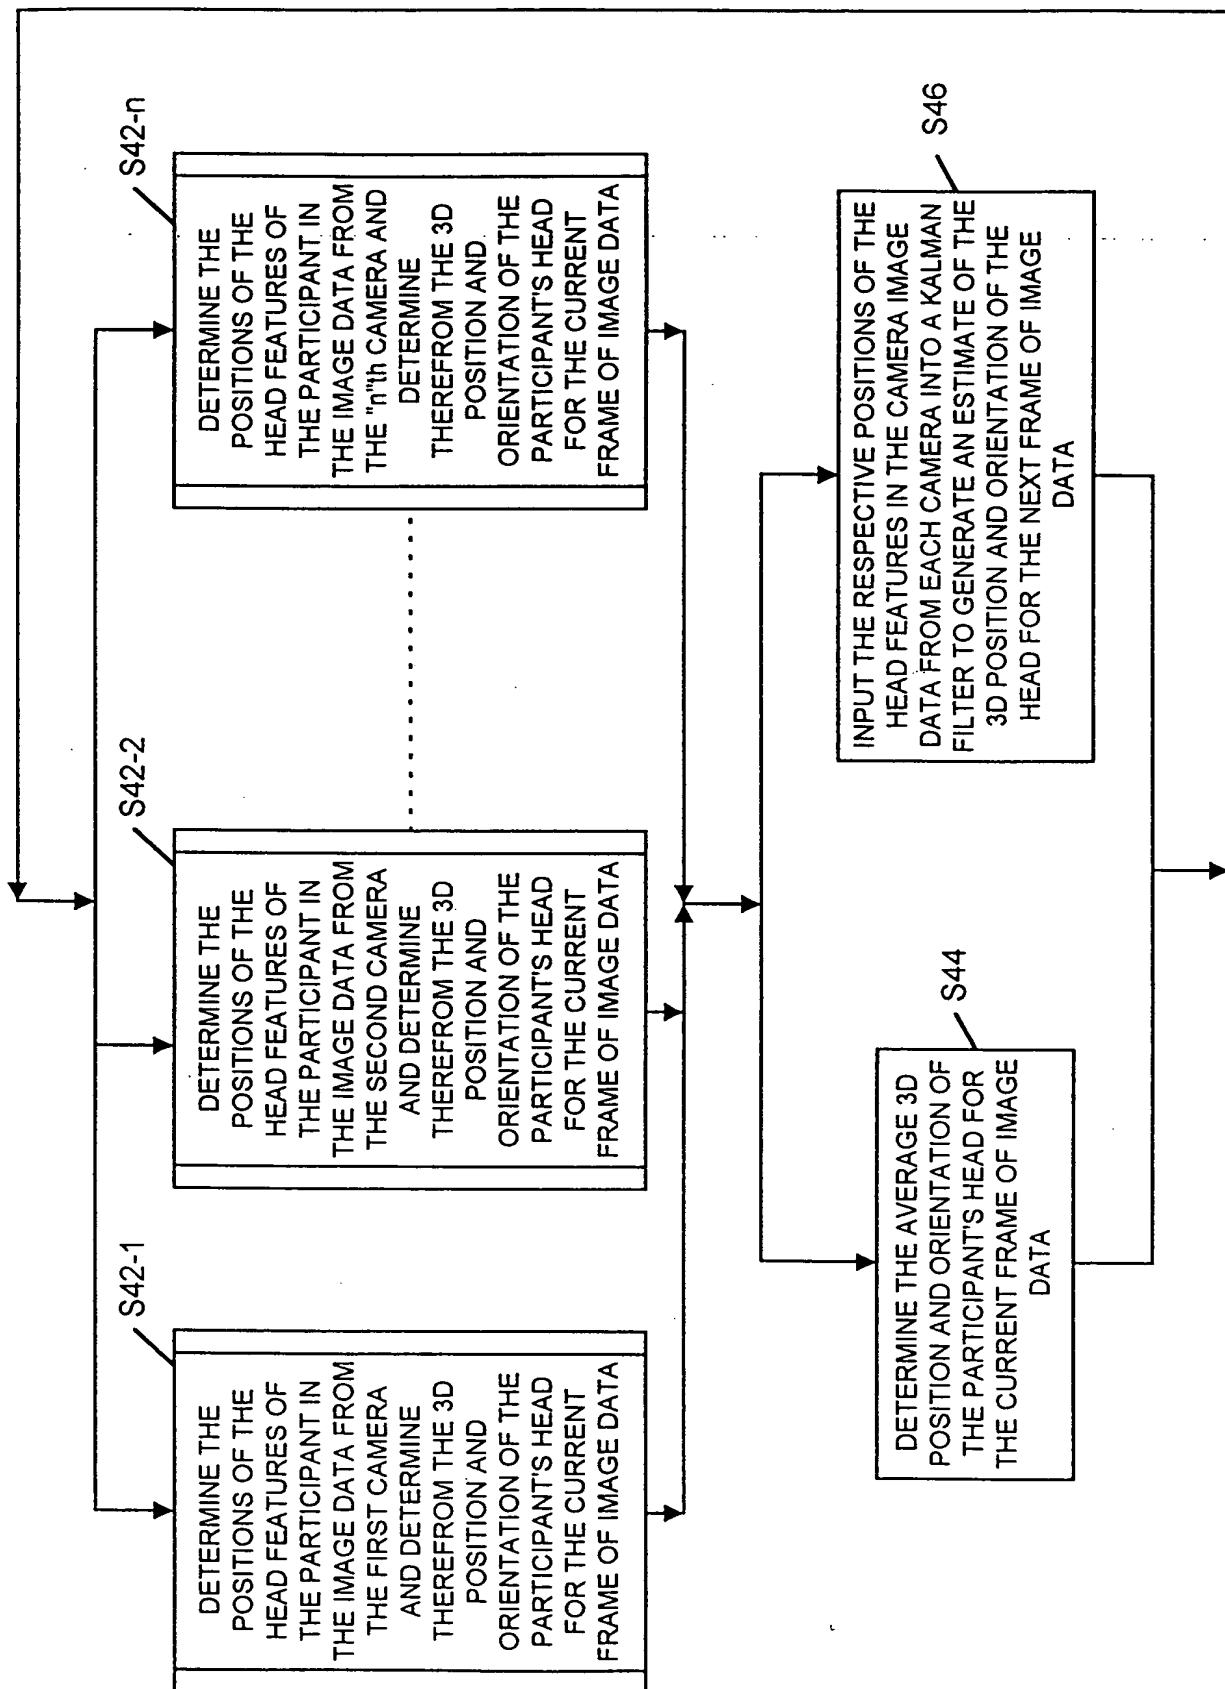 S42-1
DETERMINE THE
POSITIONS OF THE
HEAD FEATURES OF
THE PARTICIPANT IN
THE IMAGE DATA FROM
THE FIRST CAMERA
AND DETERMINE
THEREFROM THE 3D
POSITION AND
ORIENTATION OF THE
PARTICIPANT'S HEAD
FOR THE CURRENT
FRAME OF IMAGE DATA
S42-2
DETERMINE THE
POSITIONS OF THE
HEAD FEATURES OF
THE PARTICIPANT IN
THE IMAGE DATA FROM
THE SECOND CAMERA
AND DETERMINE
THEREFROM THE 3D
POSITION AND
ORIENTATION OF THE
PARTICIPANT'S HEAD
FOR THE CURRENT
FRAME OF IMAGE DATA
S42-n
DETERMINE THE
POSITIONS OF THE
HEAD FEATURES OF
THE PARTICIPANT IN
THE IMAGE DATA FROM
THE "n"th CAMERA AND
DETERMINE
THEREFROM THE 3D
POSITION AND
ORIENTATION OF THE
PARTICIPANT'S HEAD
FOR THE CURRENT
FRAME OF IMAGE DATA
S44
DETERMINE THE AVERAGE 3D
POSITION AND ORIENTATION OF
THE PARTICIPANT'S HEAD FOR
THE CURRENT FRAME OF IMAGE
DATA
S46
INPUT THE RESPECTIVE POSITIONS OF THE
HEAD FEATURES IN THE CAMERA IMAGE
DATA FROM EACH CAMERA INTO A KALMAN
FILTER TO GENERATE AN ESTIMATE OF THE
3D POSITION AND ORIENTATION OF THE
HEAD FOR THE NEXT FRAME OF IMAGE
DATA